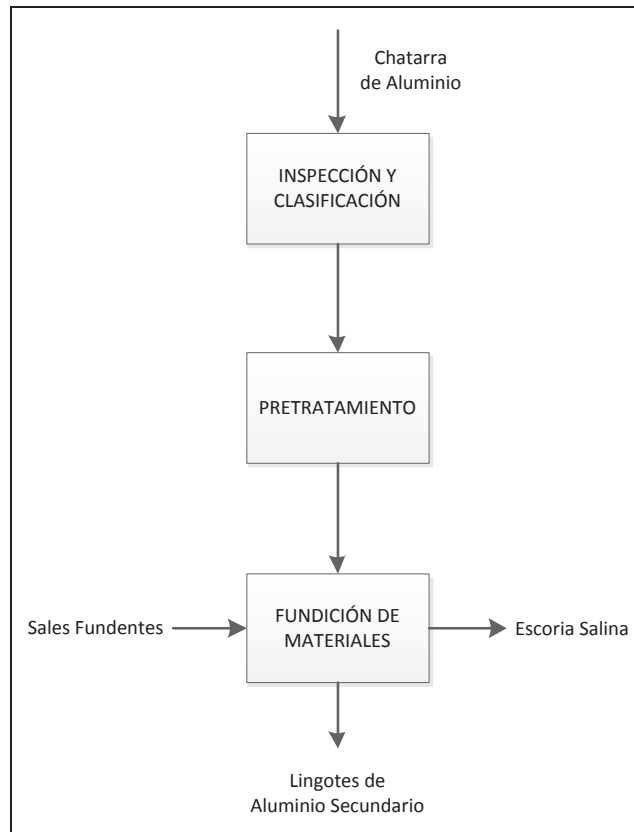 Chatarra
de Aluminio
INSPECCIÓN Y
CLASIFICACIÓN
PRETRATAMIENTO
Sales Fundentes
FUNDICIÓN DE
MATERIALES
Escoria Salina
Lingotes de
Aluminio Secundario